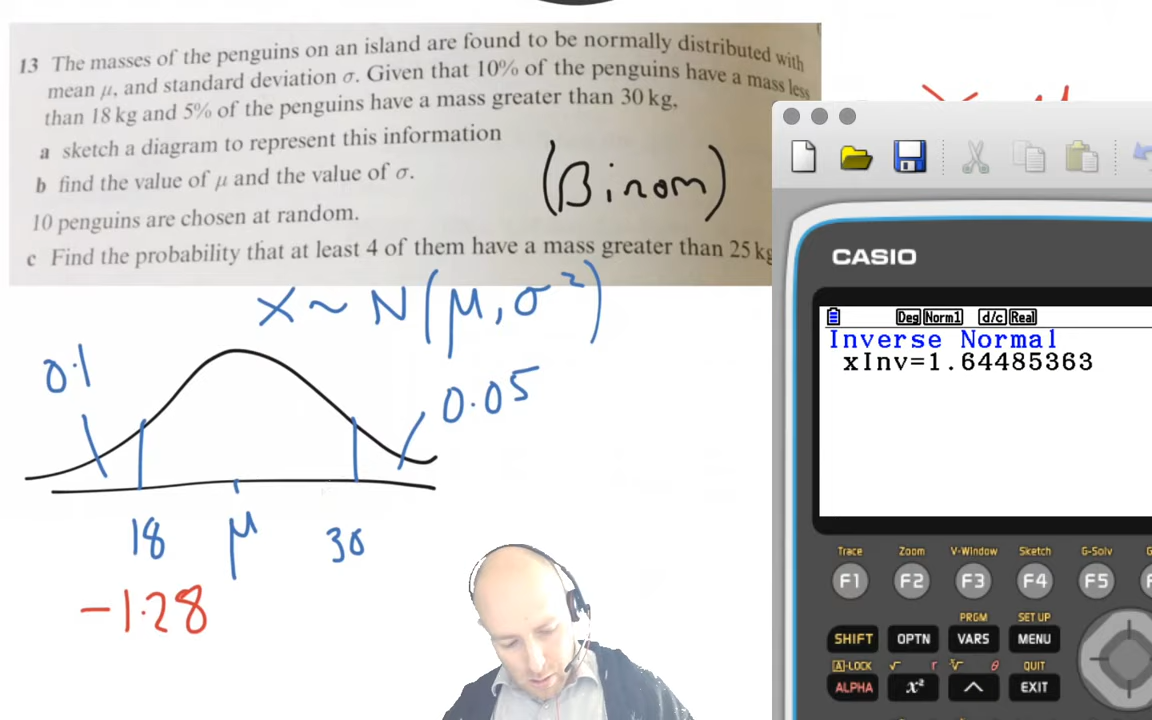 13 The masses of the penguins on an island are found to be normally distributed with
mean μ, and standard deviation σ. Given that 10% of the penguins have a mass less
than 18 kg and 5% of the penguins have a mass greater than 30 kg,
a sketch a diagram to represent this information
b find the value of μ and the value of σ.
(Binom)
10 penguins are chosen at random.
c Find the probability that at least 4 of them have a mass greater than 25 kg
X ~ N(μ, σ²)
0.1
0.05
18 μ 30
-1.28
CASIO
Deg Norm1 d/c Real
Inverse Normal
xInv=1.64485363
Trace Zoom V-Window Sketch G-Solv
F1 F2 F3 F4 F5
PRGM SET UP
SHIFT OPTN VARS MENU
A-LOCK √ r ˣ√ θ QUIT
ALPHA x² ^ EXIT